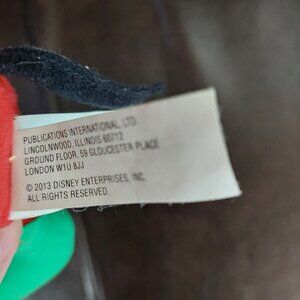 PUBLICATIONS INTERNATIONAL, LTD.
LINCOLNWOOD, ILLINOIS 60712
GROUND FLOOR, 59 GLOUCESTER PLACE
LONDON W1U 8JJ
© 2013 DISNEY ENTERPRISES, INC.
ALL RIGHTS RESERVED.